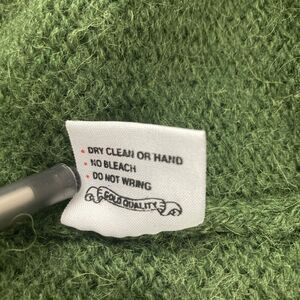 • DRY CLEAN OR HAND
• NO BLEACH
• DO NOT WRING
GOLD QUALITY